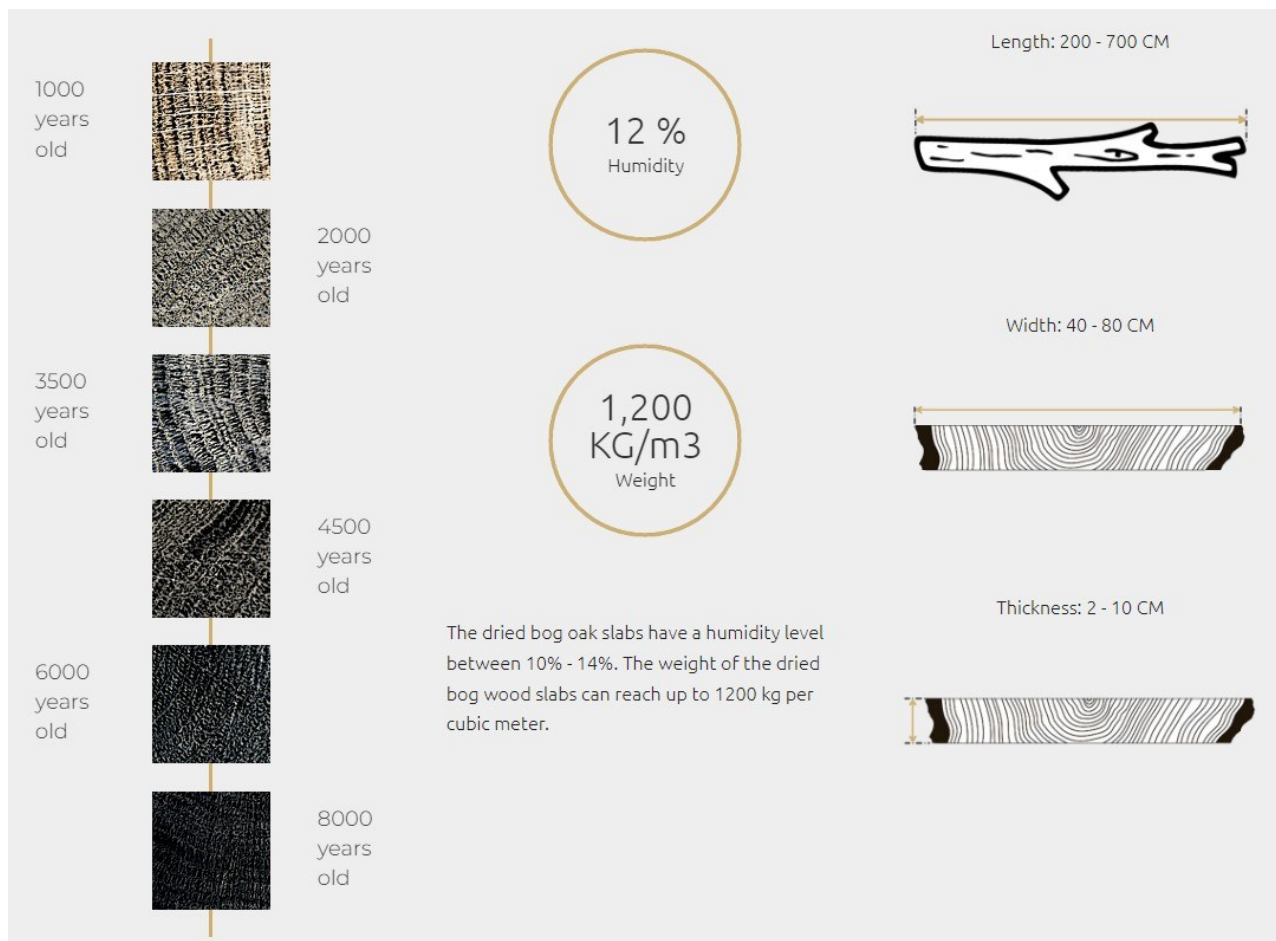 1000
years
old
2000
years
old
3500
years
old
4500
years
old
6000
years
old
8000
years
old
12 %
Humidity
1,200
KG/m3
Weight
The dried bog oak slabs have a humidity level
between 10% - 14%. The weight of the dried
bog wood slabs can reach up to 1200 kg per
cubic meter.
Length: 200 - 700 CM
Width: 40 - 80 CM
Thickness: 2 - 10 CM